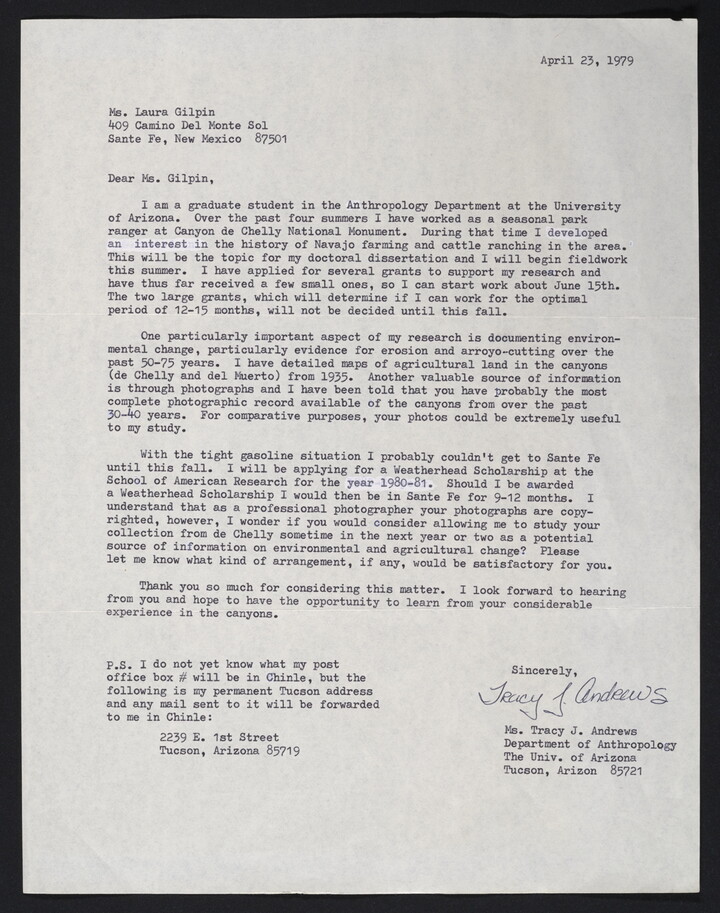 April 23, 1979
Ms. Laura Gilpin
409 Camino Del Monte Sol
Sante Fe, New Mexico  87501
Dear Ms. Gilpin,
I am a graduate student in the Anthropology Department at the University
of Arizona.  Over the past four summers I have worked as a seasonal park
ranger at Canyon de Chelly National Monument.  During that time I developed
an  interest in the history of Navajo farming and cattle ranching in the area.
This will be the topic for my doctoral dissertation and I will begin fieldwork
this summer.  I have applied for several grants to support my research and
have thus far received a few small ones, so I can start work about June 15th.
The two large grants, which will determine if I can work for the optimal
period of 12-15 months, will not be decided until this fall.
One particularly important aspect of my research is documenting environ-
mental change, particularly evidence for erosion and arroyo-cutting over the
past 50-75 years.  I have detailed maps of agricultural land in the canyons
(de Chelly and del Muerto) from 1935.  Another valuable source of information
is through photographs and I have been told that you have probably the most
complete photographic record available of the canyons from over the past
30-40 years.  For comparative purposes, your photos could be extremely useful
to my study.
With the tight gasoline situation I probably couldn't get to Sante Fe
until this fall.  I will be applying for a Weatherhead Scholarship at the
School of American Research for the year 1980-81.  Should I be awarded
a Weatherhead Scholarship I would then be in Sante Fe for 9-12 months.  I
understand that as a professional photographer your photographs are copy-
righted, however, I wonder if you would consider allowing me to study your
collection from de Chelly sometime in the next year or two as a potential
source of information on environmental and agricultural change?  Please
let me know what kind of arrangement, if any, would be satisfactory for you.
Thank you so much for considering this matter.  I look forward to hearing
from you and hope to have the opportunity to learn from your considerable
experience in the canyons.
P.S. I do not yet know what my post
office box # will be in Chinle, but the
following is my permanent Tucson address
and any mail sent to it will be forwarded
to me in Chinle:
2239 E. 1st Street
Tucson, Arizona 85719
Sincerely,
Tracy J. Andrews
Ms. Tracy J. Andrews
Department of Anthropology
The Univ. of Arizona
Tucson, Arizon  85721